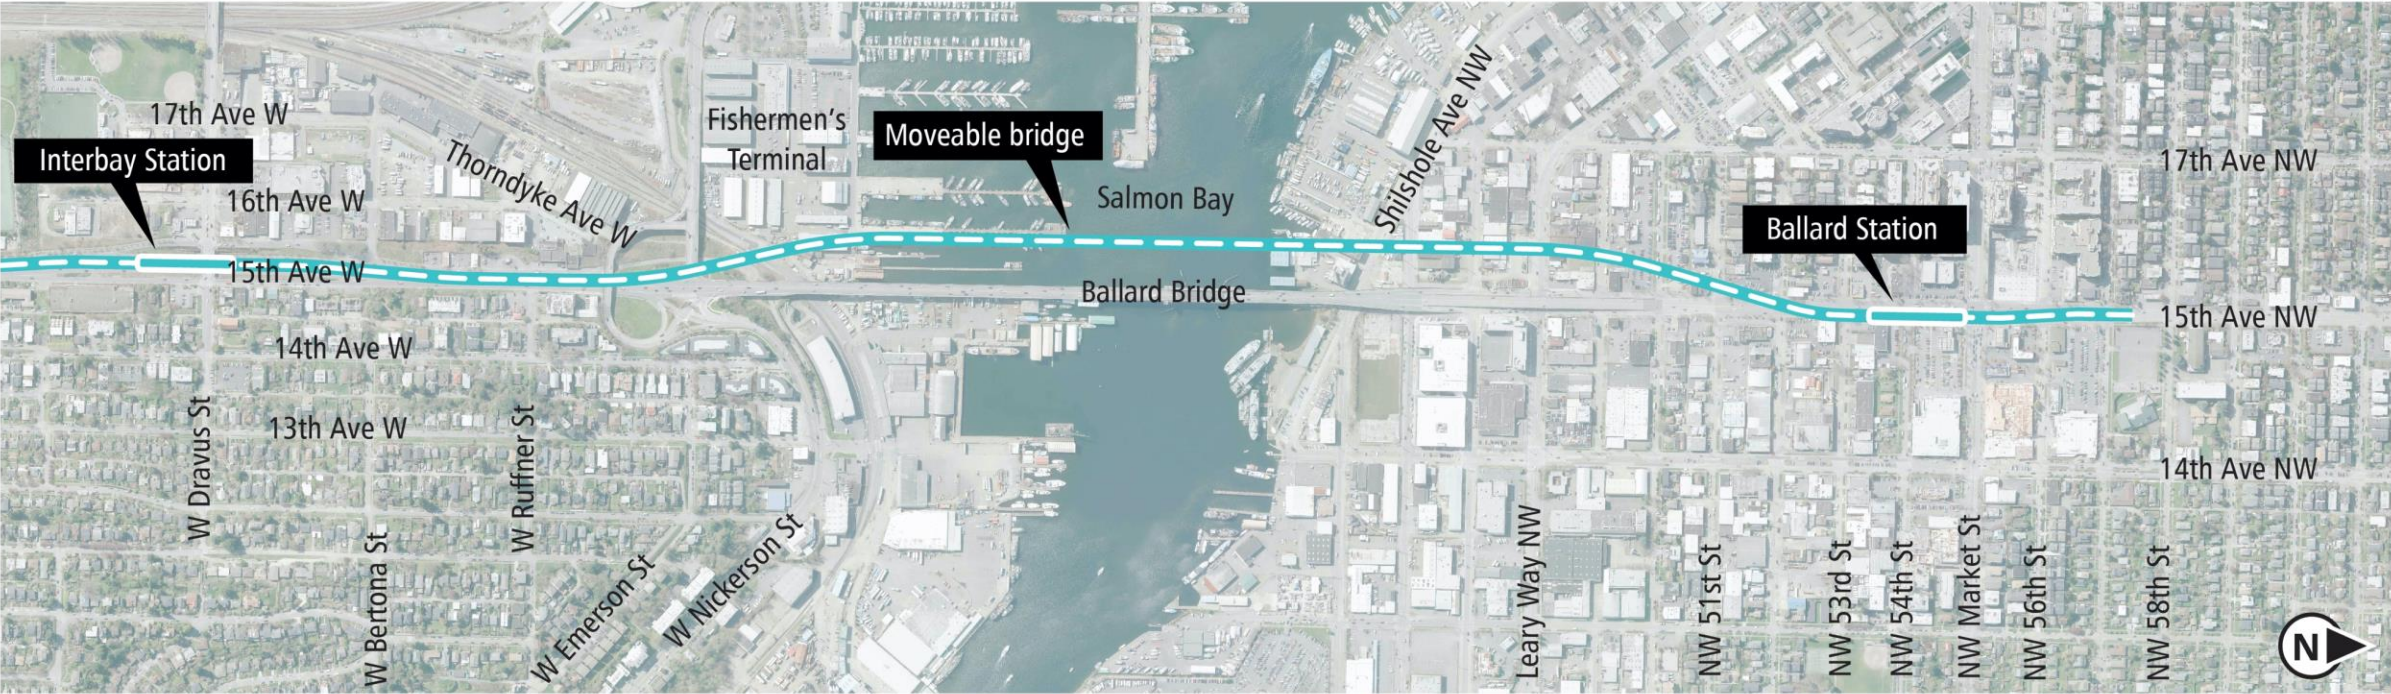 17th Ave W
Interbay Station
16th Ave W
15th Ave W
14th Ave W
13th Ave W
W Dravus St
W Bertona St
W Ruffner St
Thorndyke Ave W
W Emerson St
W Nickerson St
Fishermen's
Terminal
Moveable bridge
Salmon Bay
Ballard Bridge
Shilshole Ave NW
Leary Way NW
Ballard Station
NW 51st St
NW 53rd St
NW 54th St
NW Market St
NW 56th St
NW 58th St
17th Ave NW
15th Ave NW
14th Ave NW
N